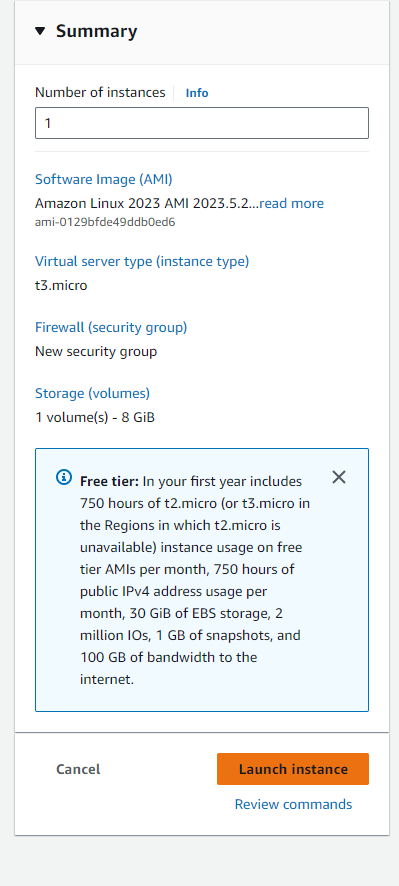 Summary
Number of instances Info
1
Software Image (AMI)
Amazon Linux 2023 AMI 2023.5.2...read more
ami-0129bfde49ddb0ed6
Virtual server type (instance type)
t3.micro
Firewall (security group)
New security group
Storage (volumes)
1 volume(s) - 8 GiB
Free tier: In your first year includes
750 hours of t2.micro (or t3.micro in
the Regions in which t2.micro is
unavailable) instance usage on free
tier AMIs per month, 750 hours of
public IPv4 address usage per
month, 30 GiB of EBS storage, 2
million IOs, 1 GB of snapshots, and
100 GB of bandwidth to the
internet.
Cancel Launch instance
Review commands